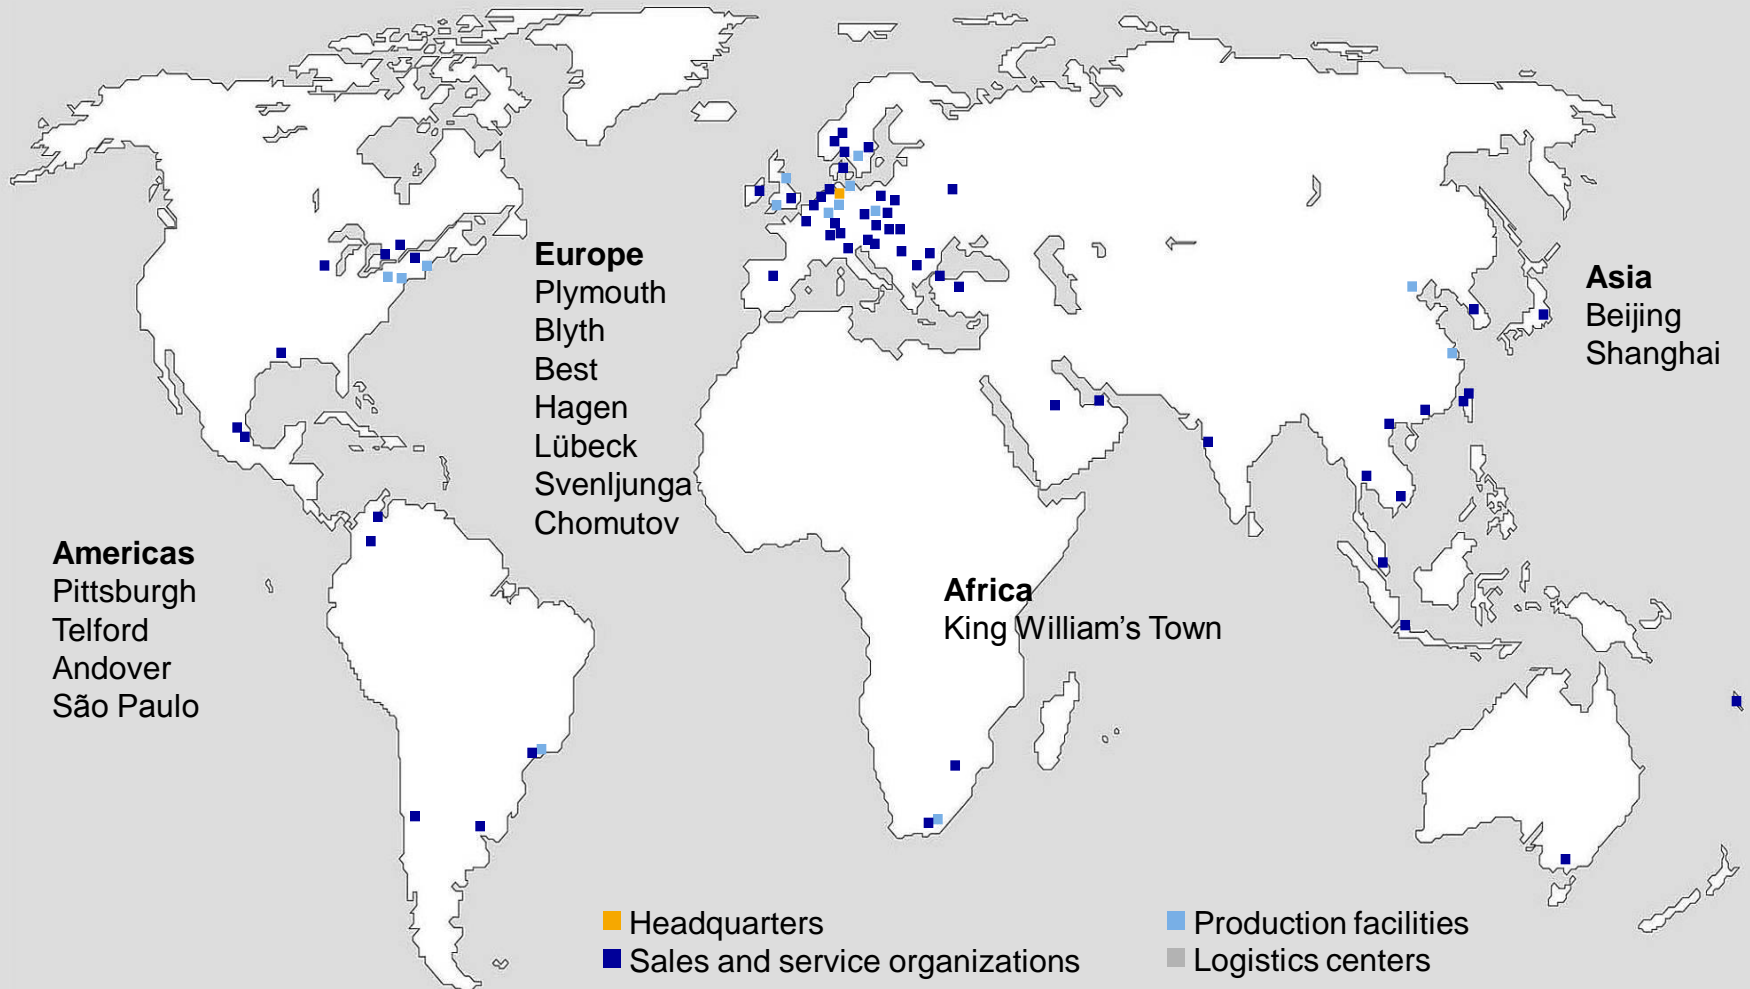 Europe
Plymouth
Blyth
Best
Hagen
Lübeck
Svenljunga
Chomutov
Asia
Beijing
Shanghai
Americas
Pittsburgh
Telford
Andover
São Paulo
Africa
King William’s Town
Headquarters
Sales and service organizations
Production facilities
Logistics centers